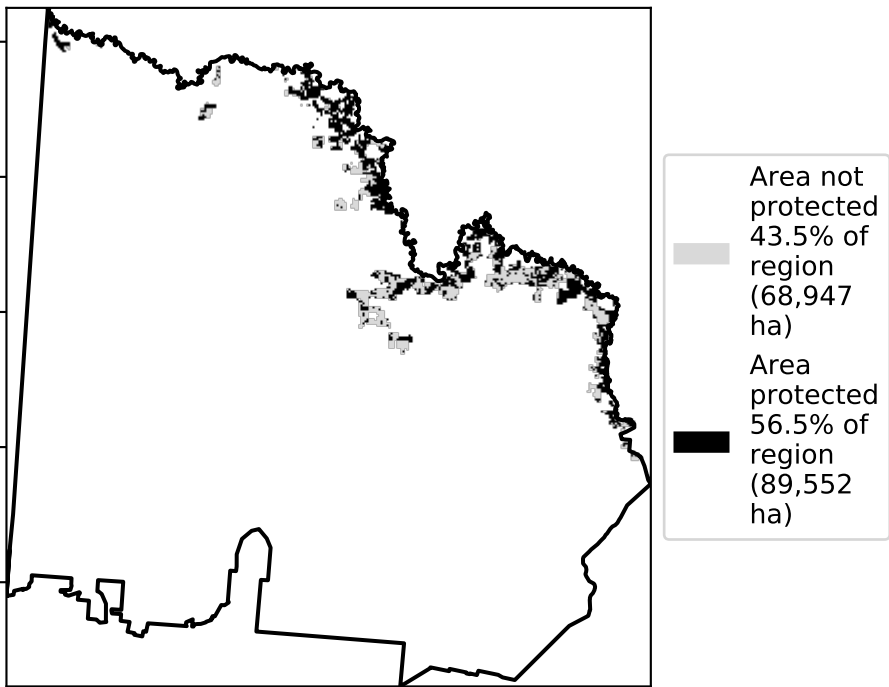 Area not
protected
43.5% of
region
(68,947
ha)
Area
protected
56.5% of
region
(89,552
ha)